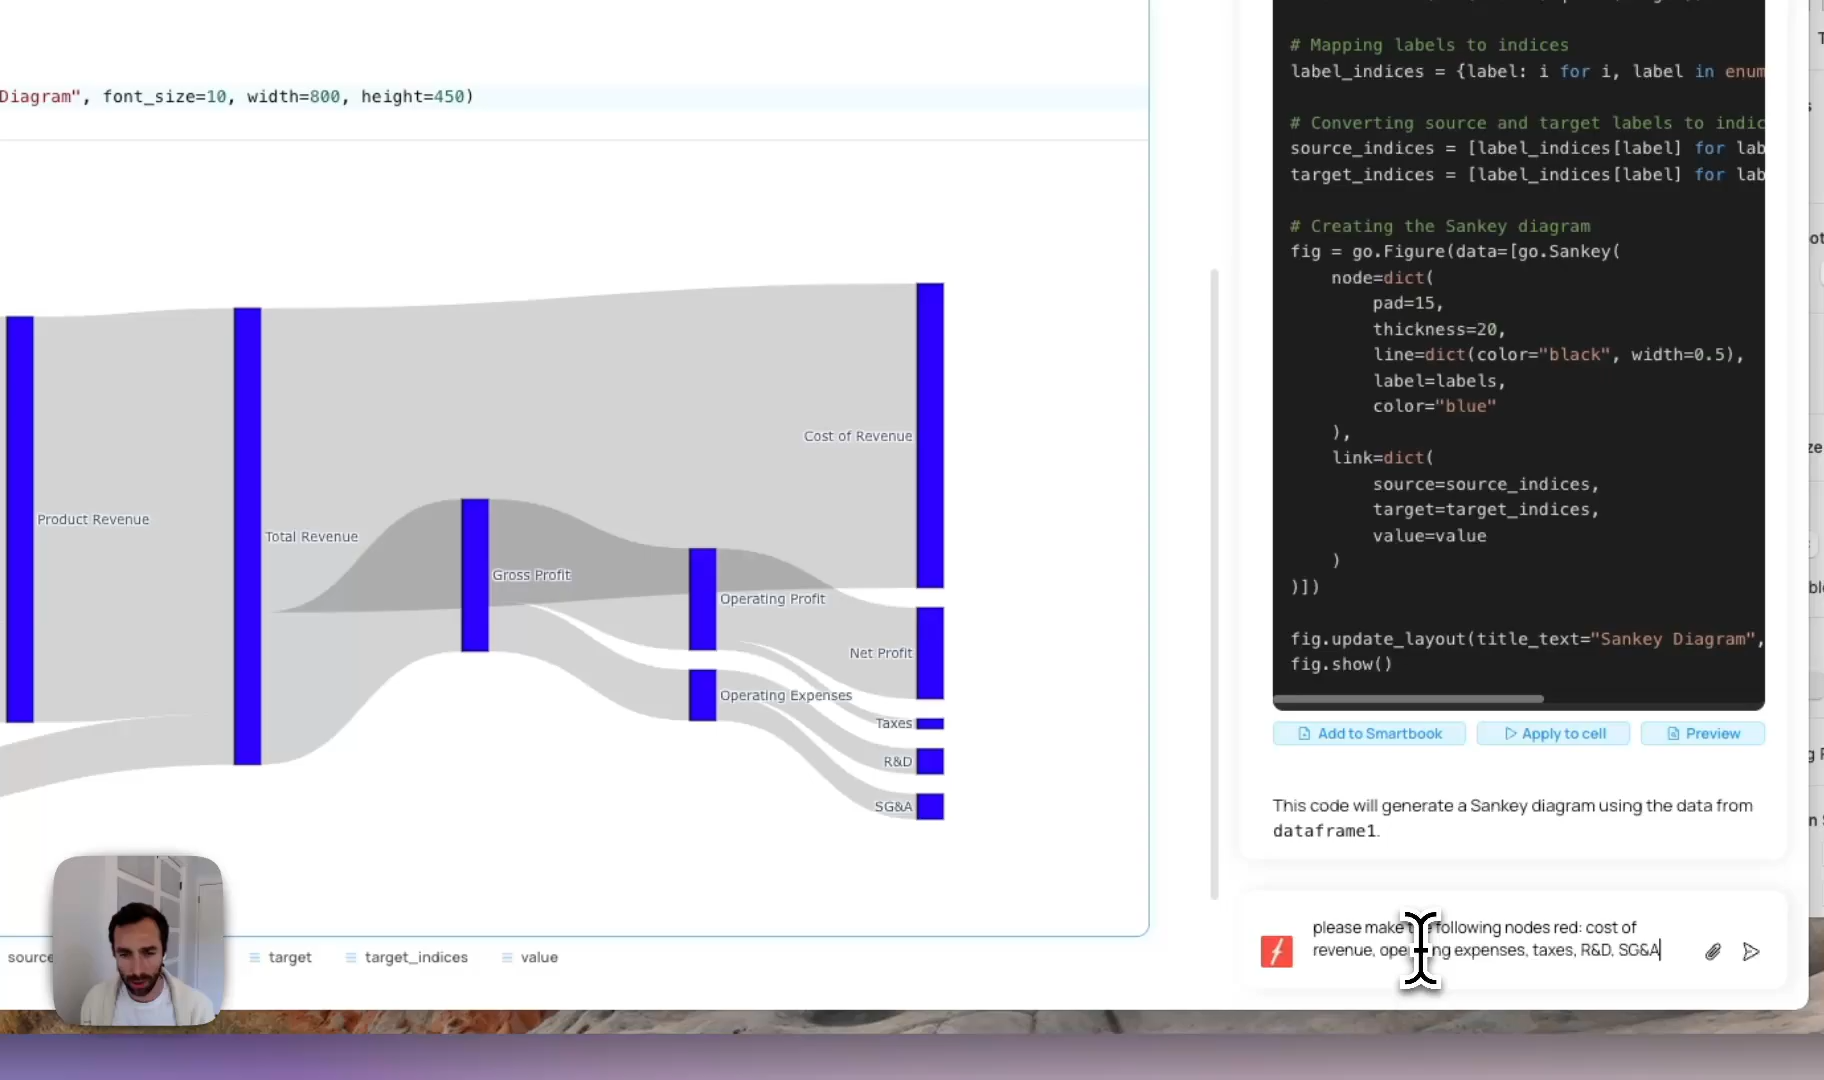 Diagram", font_size=10, width=800, height=450)
Product Revenue
Total Revenue
Gross Profit
Cost of Revenue
Operating Profit
Net Profit
Operating Expenses
Taxes
R&D
SG&A
source
target
target_indices
value
# Mapping labels to indices
label_indices = {label: i for i, label in enum
# Converting source and target labels to indic
source_indices = [label_indices[label] for lab
target_indices = [label_indices[label] for lab
# Creating the Sankey diagram
fig = go.Figure(data=[go.Sankey(
node=dict(
pad=15,
thickness=20,
line=dict(color="black", width=0.5),
label=labels,
color="blue"
),
link=dict(
source=source_indices,
target=target_indices,
value=value
)
)])
fig.update_layout(title_text="Sankey Diagram",
fig.show()
Add to Smartbook
Apply to cell
Preview
This code will generate a Sankey diagram using the data from
dataframe1.
please make following nodes red: cost of
revenue, expenses, taxes, R&D, SG&A